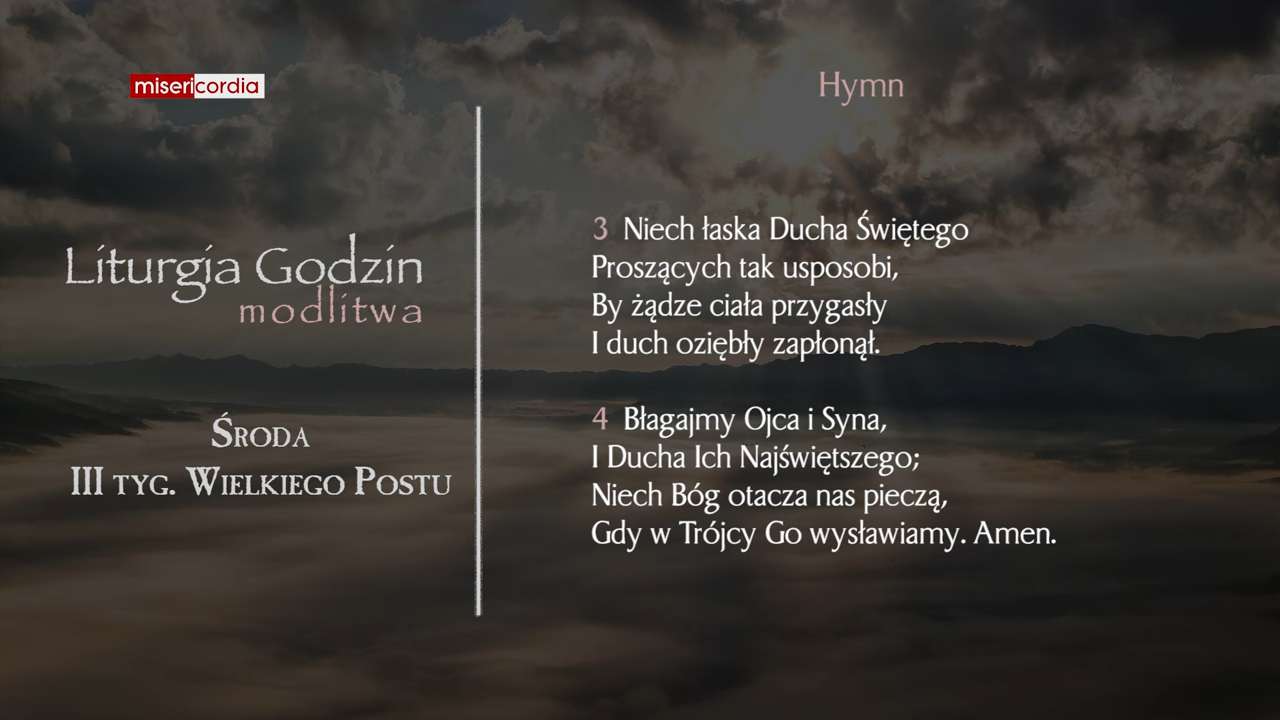 misericordia
Liturgia Godzin
modlitwa
Środa
III tyg. Wielkiego Postu
Hymn
3 Niech łaska Ducha Świętego
Proszących tak usposobi,
By żądze ciała przygasły
I duch oziębły zapłonął.
4 Błagajmy Ojca i Syna,
I Ducha Ich Najświętszego;
Niech Bóg otacza nas pieczą,
Gdy w Trójcy Go wysławiamy. Amen.